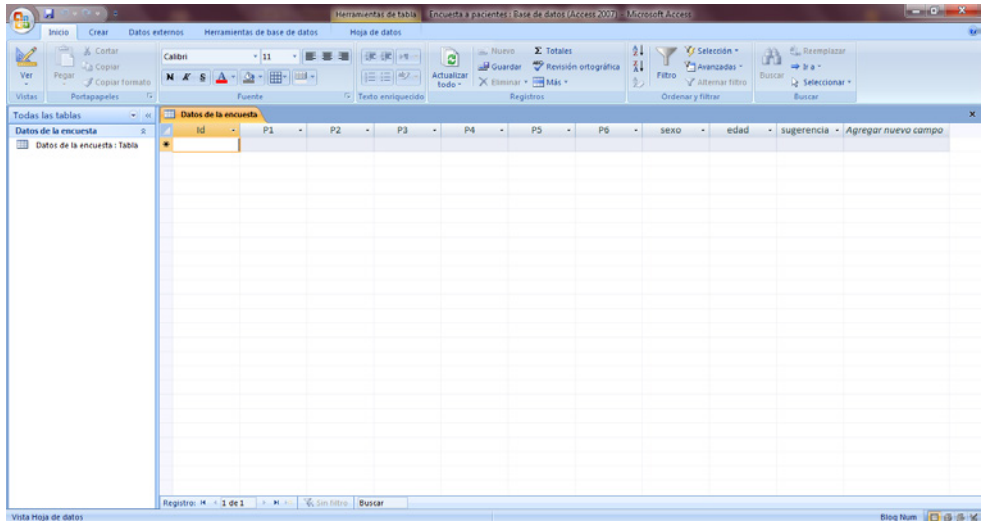 Herramientas de tabla Encuesta a pacientes : Base de datos (Access 2007) - Microsoft Access
Inicio Crear Datos externos Herramientas de base de datos Hoja de datos
Ver
Vistas
Pegar
Cortar
Copiar
Copiar formato
Portapapeles
Calibri 11
N K S A
Fuente
Texto enriquecido
Actualizar todo
Nuevo
Guardar
Eliminar
Σ Totales
Revisión ortográfica
Más
Registros
Filtro
Selección
Avanzadas
Alternar filtro
Ordenar y filtrar
Buscar
Reemplazar
Ir a
Seleccionar
Buscar
Todas las tablas
Datos de la encuesta
Datos de la encuesta : Tabla
Datos de la encuesta
Id P1 P2 P3 P4 P5 P6 sexo edad sugerencia Agregar nuevo campo
Registro: 1 de 1 Sin filtro Buscar
Vista Hoja de datos Bloq Num